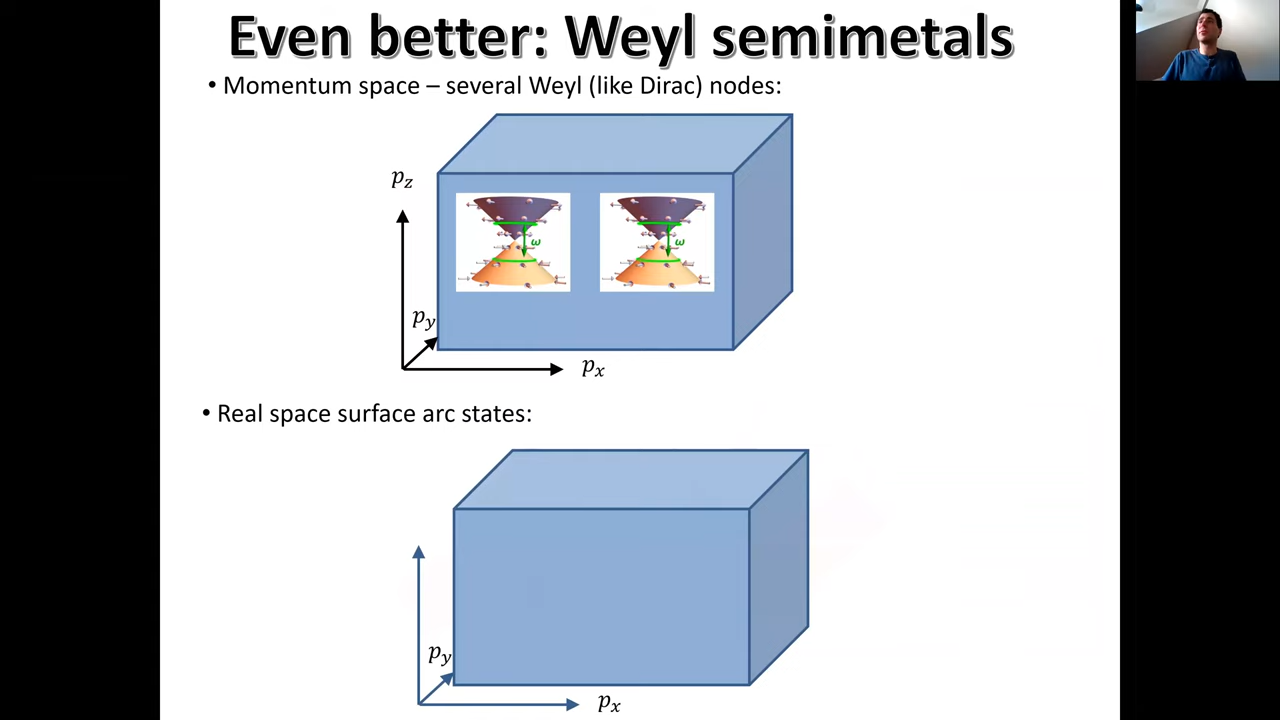 Even better: Weyl semimetals
• Momentum space – several Weyl (like Dirac) nodes:
p_z
ω ω
p_y
p_x
• Real space surface arc states:
p_y
p_x